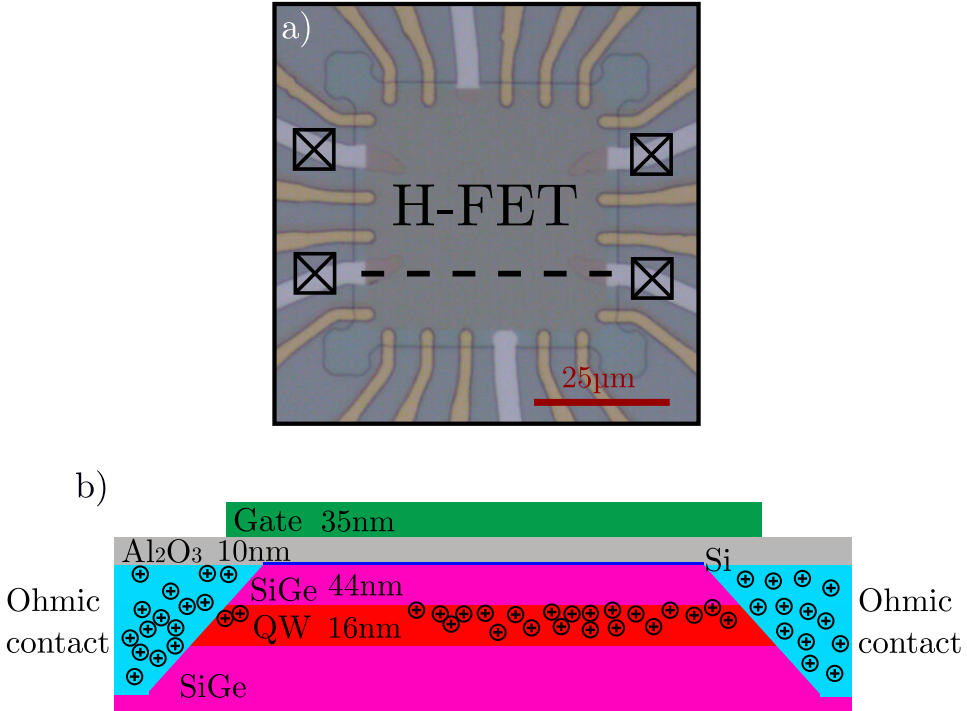 a)
H-FET
25µm
b)
Gate 35nm
Al₂O₃ 10nm
Si
SiGe 44nm
Ohmic
contact
QW 16nm
Ohmic
contact
SiGe